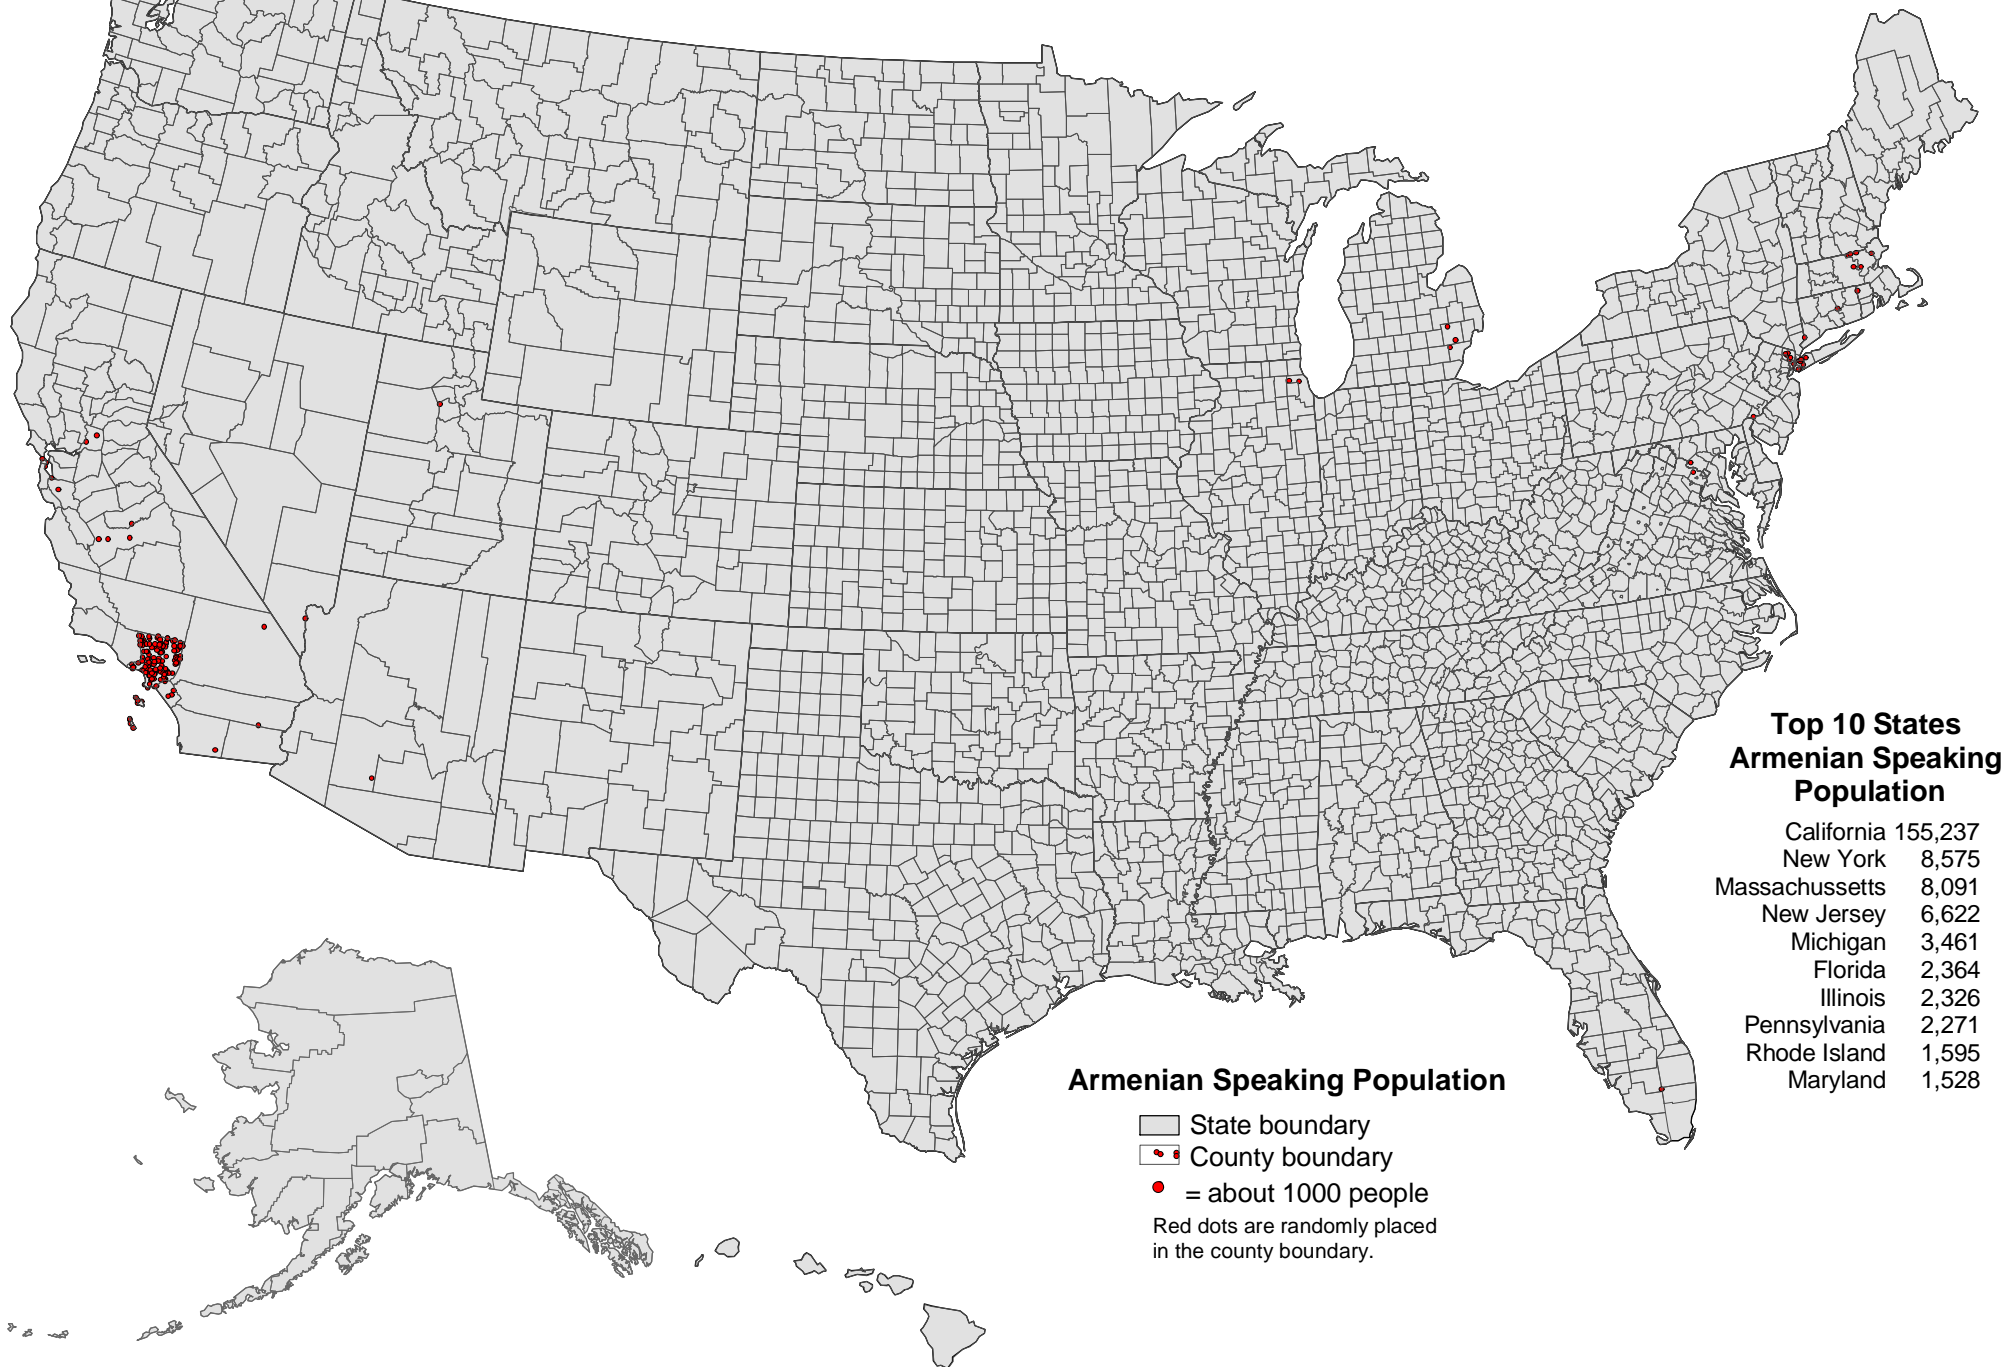 Top 10 States
Armenian Speaking
Population
California 155,237
New York 8,575
Massachussetts 8,091
New Jersey 6,622
Michigan 3,461
Florida 2,364
Illinois 2,326
Pennsylvania 2,271
Rhode Island 1,595
Maryland 1,528
Armenian Speaking Population
State boundary
County boundary
= about 1000 people
Red dots are randomly placed
in the county boundary.